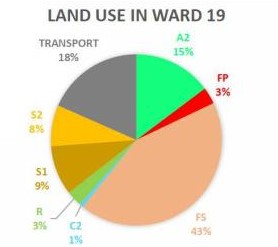 LAND USE IN WARD 19
A2
15%
FP
3%
FS
43%
C2
1%
R
3%
S1
9%
S2
8%
TRANSPORT
18%